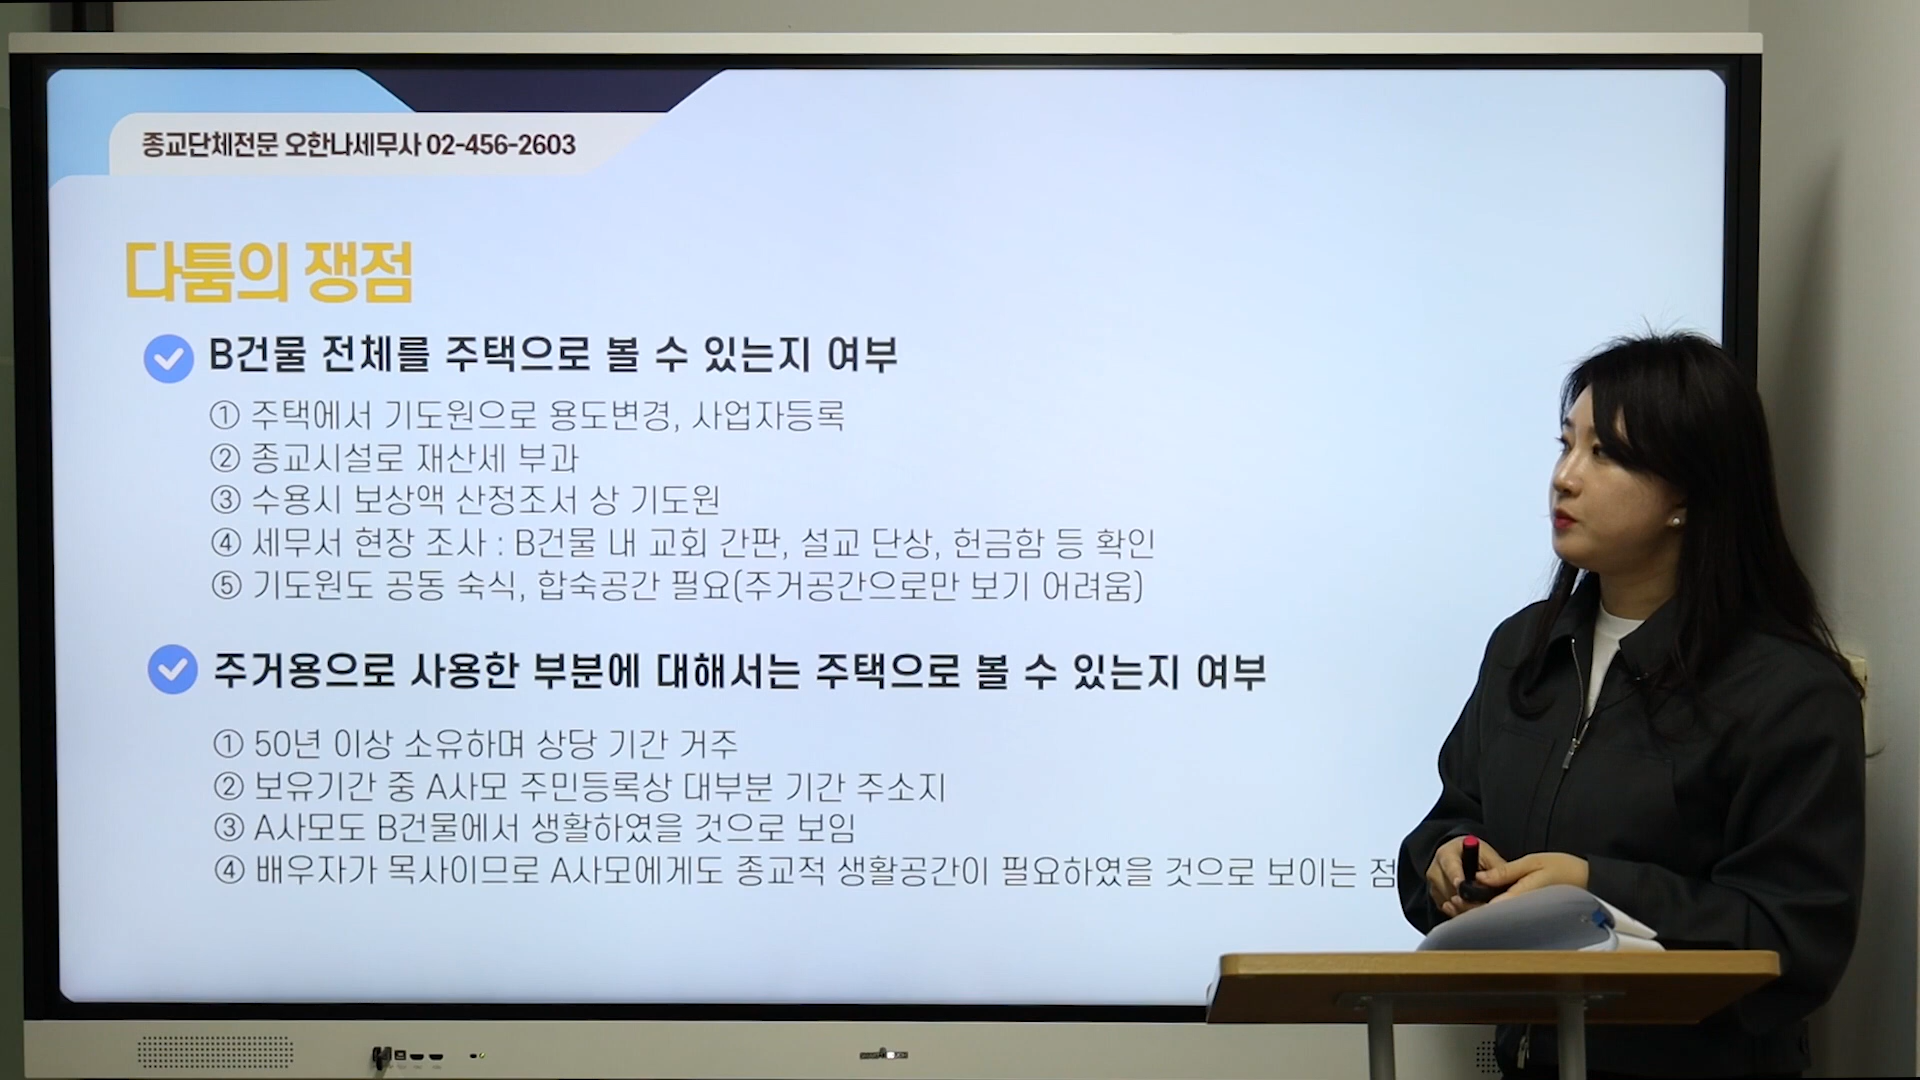 종교단체전문 오한나세무사 02-456-2603
다툼의 쟁점
B건물 전체를 주택으로 볼 수 있는지 여부
① 주택에서 기도원으로 용도변경, 사업자등록
② 종교시설로 재산세 부과
③ 수용시 보상액 산정조서 상 기도원
④ 세무서 현장 조사 : B건물 내 교회 간판, 설교 단상, 헌금함 등 확인
⑤ 기도원도 공동 숙식, 합숙공간 필요(주거공간으로만 보기 어려움)
주거용으로 사용한 부분에 대해서는 주택으로 볼 수 있는지 여부
① 50년 이상 소유하며 상당 기간 거주
② 보유기간 중 A사모 주민등록상 대부분 기간 주소지
③ A사모도 B건물에서 생활하였을 것으로 보임
④ 배우자가 목사이므로 A사모에게도 종교적 생활공간이 필요하였을 것으로 보이는 점